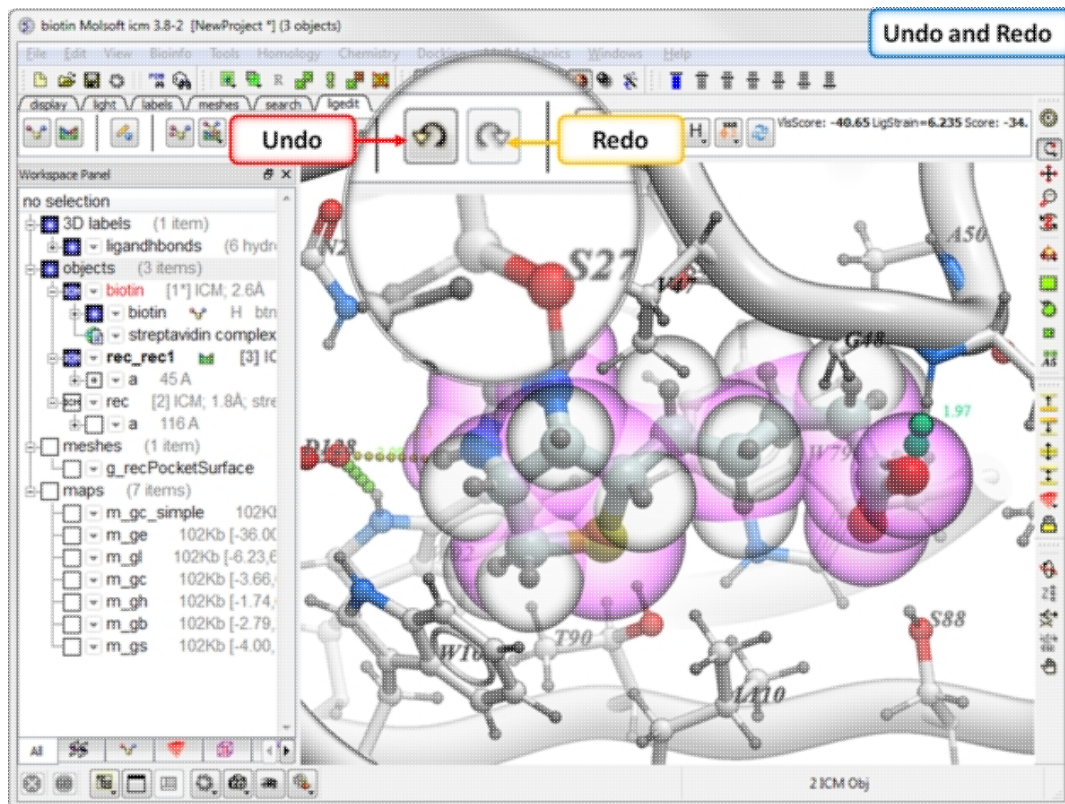 biotin Molsoft icm 3.8-2 [NewProject *] (3 objects)
Undo and Redo
File Edit View Bioinfo Tools Homology Chemistry Windows Help
display light labels meshes search ligedit
Undo
Redo
VisScore: -40.65 LigStrain=6.235 Score: -34.
Workspace Panel
no selection
3D labels (1 item)
ligandhbonds (6 hydr
objects (3 items)
biotin [1*] ICM; 2.6Å
biotin H btn
streptavidin complex
rec_rec1 [3] IC
a 45 A
rec [2] ICM; 1.8Å; stre
a 116 A
meshes (1 item)
g_recPocketSurface
maps (7 items)
m_gc_simple 102K
m_ge 102Kb [-36.00
m_gl 102Kb [-6.23,6
m_gc 102Kb [-3.66,
m_gh 102Kb [-1.74,
m_gb 102Kb [-2.79,
m_gs 102Kb [-4.00,
All
S27
A50
V47
G48
1.97
W79
D128
T90
S88
L110
2 ICM Obj